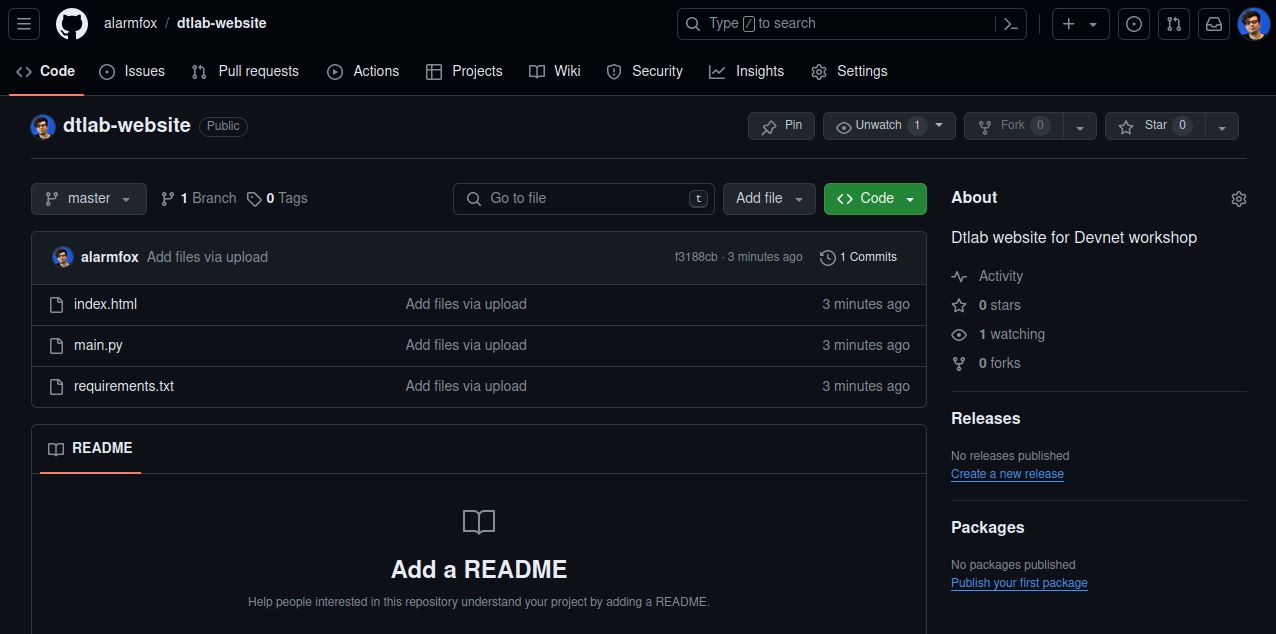 alarmfox / dtlab-website Type / to search
Code Issues Pull requests Actions Projects Wiki Security Insights Settings
dtlab-website Public Pin Unwatch 1 Fork 0 Star 0
master 1 Branch 0 Tags Go to file t Add file Code
alarmfox Add files via upload f3188cb · 3 minutes ago 1 Commits
index.html Add files via upload 3 minutes ago
main.py Add files via upload 3 minutes ago
requirements.txt Add files via upload 3 minutes ago
README
Add a README
Help people interested in this repository understand your project by adding a README.
About
Dtlab website for Devnet workshop
Activity
0 stars
1 watching
0 forks
Releases
No releases published
Create a new release
Packages
No packages published
Publish your first package